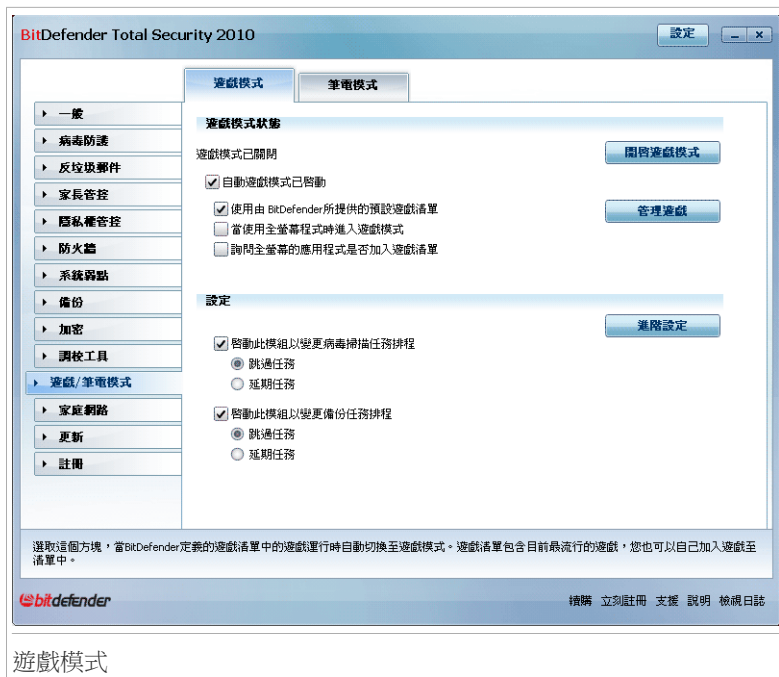 BitDefender Total Security 2010
設定
遊戲模式
筆電模式
一般
病毒防護
反垃圾郵件
家長管控
隱私權管控
防火牆
系統弱點
備份
加密
調校工具
遊戲/筆電模式
家庭網路
更新
註冊
遊戲模式狀態
遊戲模式已關閉
開啓遊戲模式
自動遊戲模式已啓動
使用由 BitDefender所提供的預設遊戲清單
管理遊戲
當使用全螢幕程式時進入遊戲模式
詢問全螢幕的應用程式是否加入遊戲清單
設定
進階設定
啓動此模組以變更病毒掃描任務排程
跳過任務
延期任務
啓動此模組以變更備份任務排程
跳過任務
延期任務
選取這個方塊，當BitDefender定義的遊戲清單中的遊戲運行時自動切換至遊戲模式。遊戲清單包含目前最流行的遊戲，您也可以自己加入遊戲至
清單中。
bitdefender
續購 立刻註冊 支援 說明 檢視日誌
遊戲模式